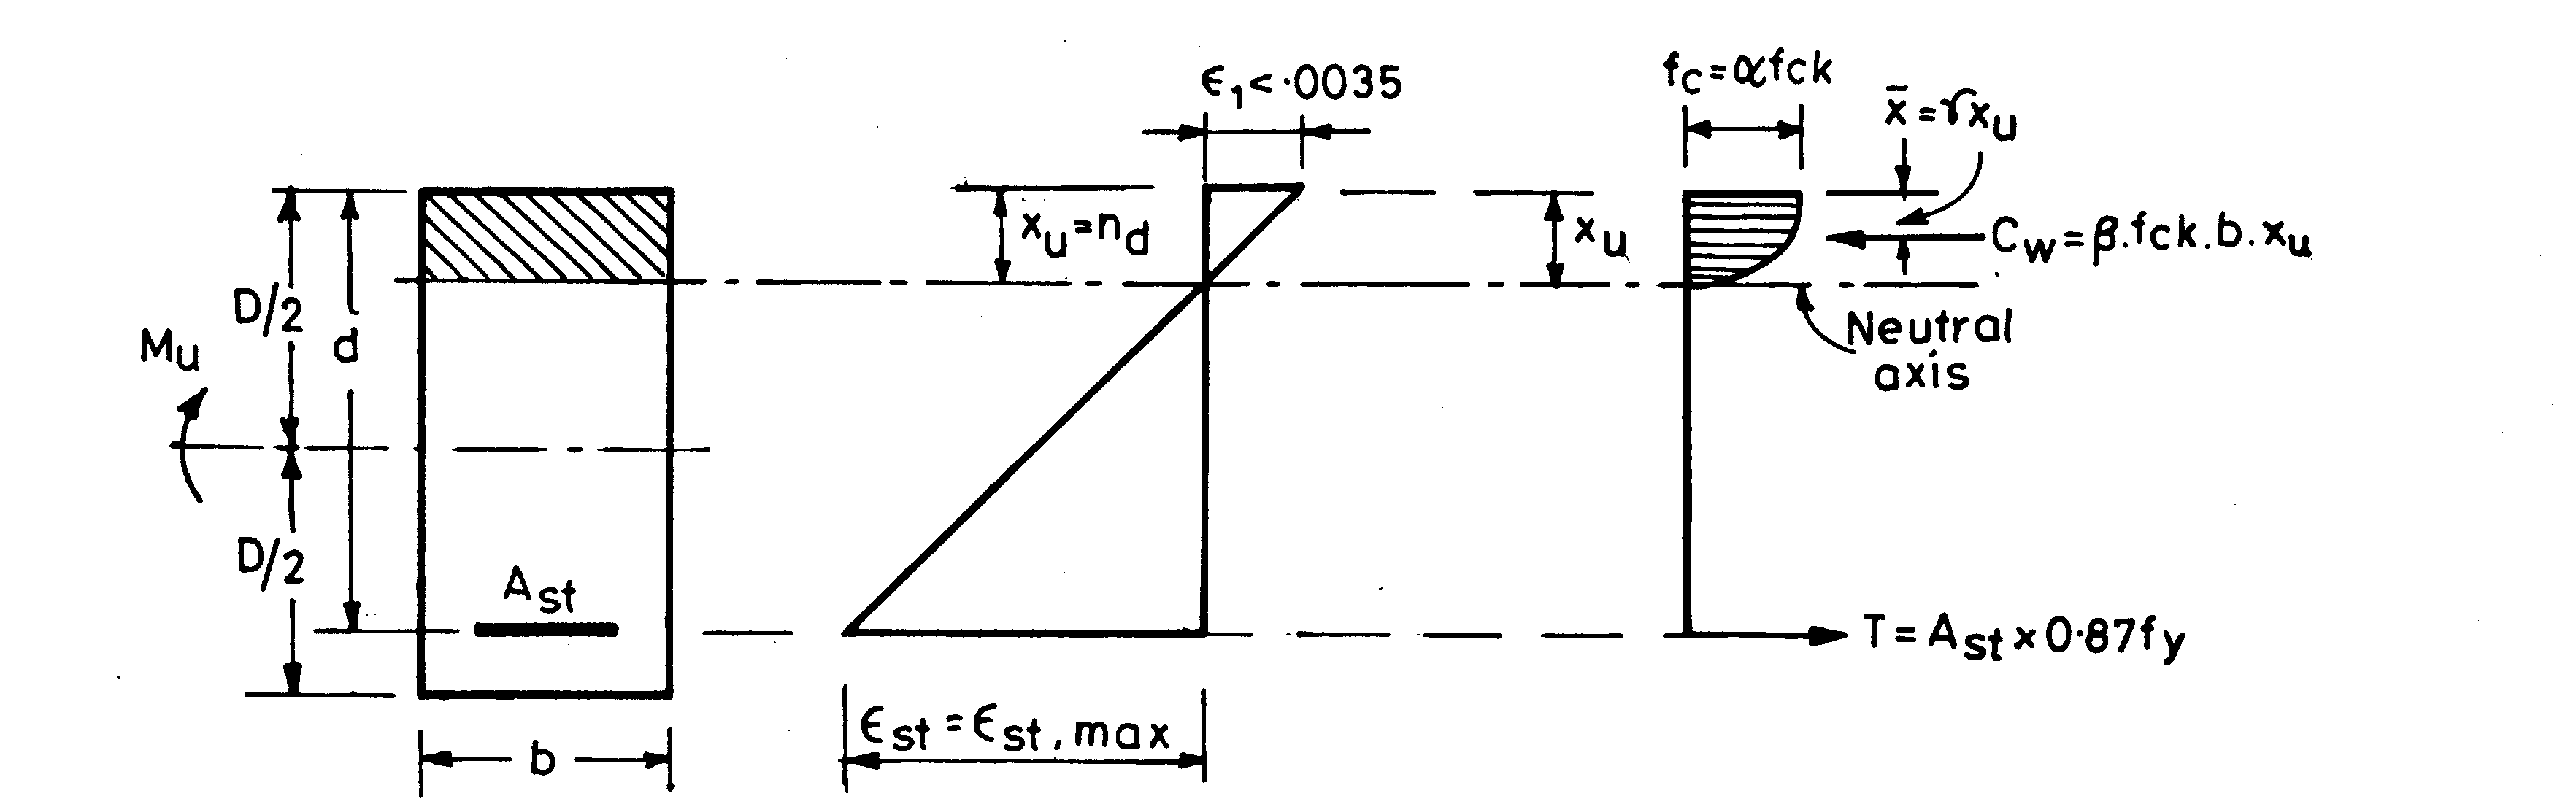 Mu
D/2
D/2
d
Ast
b
ϵ1 < ·0035
xu = nd
ϵst = ϵst, max
fc = αfck
x̄ = γxu
xu
Cw = β.fck.b.xu
Neutral
axis
T = Ast × 0·87fy